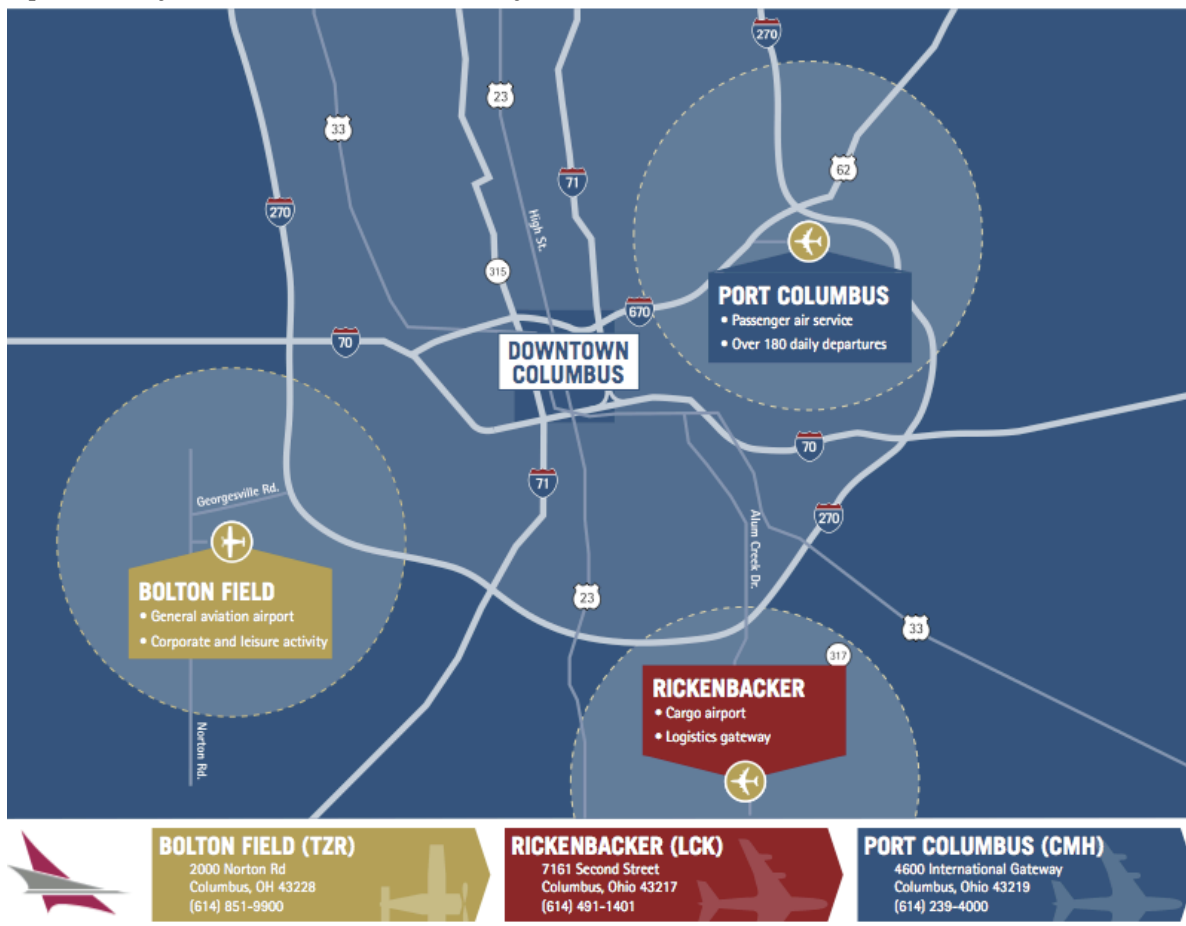 270
33
23
270
62
270
71
High St.
315
670
PORT COLUMBUS
• Passenger air service
• Over 180 daily departures
70
DOWNTOWN
COLUMBUS
70
71
Georgesville Rd.
270
Alum Creek Dr.
BOLTON FIELD
• General aviation airport
• Corporate and leisure activity
23
33
317
RICKENBACKER
• Cargo airport
• Logistics gateway
Norton Rd.
BOLTON FIELD (TZR)
2000 Norton Rd
Columbus, OH 43228
(614) 851-9900
RICKENBACKER (LCK)
7161 Second Street
Columbus, Ohio 43217
(614) 491-1401
PORT COLUMBUS (CMH)
4600 International Gateway
Columbus, Ohio 43219
(614) 239-4000